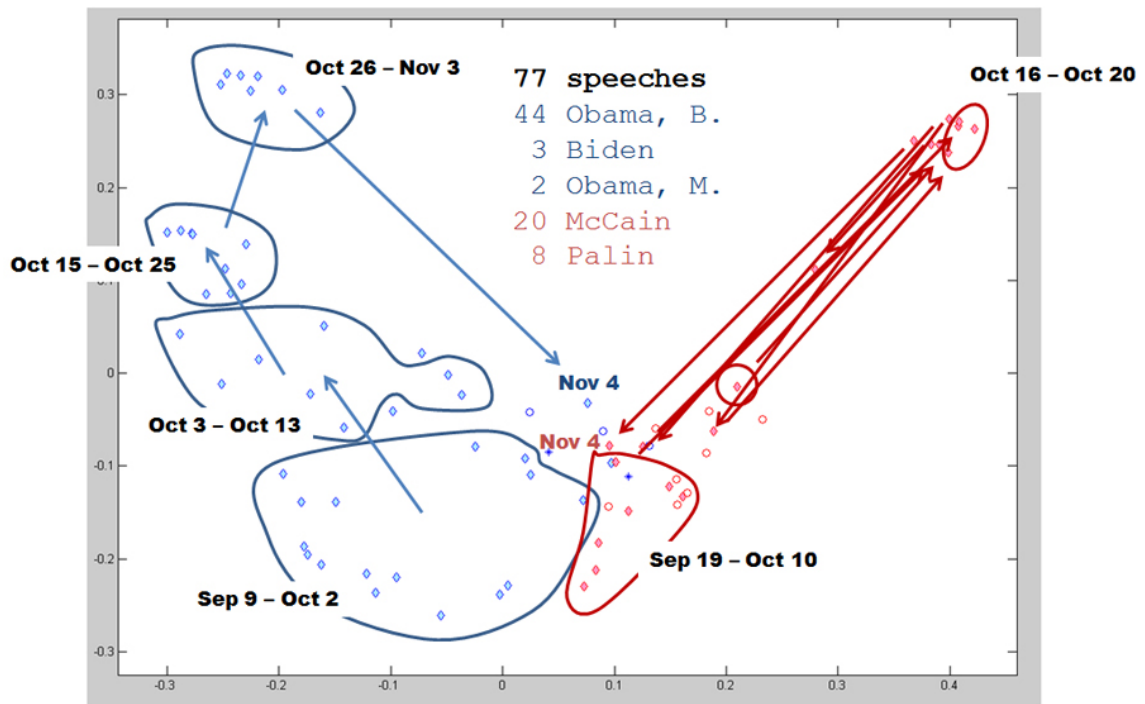 Oct 26 – Nov 3
77 speeches
44 Obama, B.
3 Biden
2 Obama, M.
20 McCain
8 Palin
Oct 16 – Oct 20
0.3
0.2
Oct 15 – Oct 25
0
Nov 4
Oct 3 – Oct 13
Nov 4
-0.1
Sep 19 – Oct 10
-0.2
Sep 9 – Oct 2
-0.3
-0.3 -0.2 -0.1 0 0.1 0.2 0.3 0.4